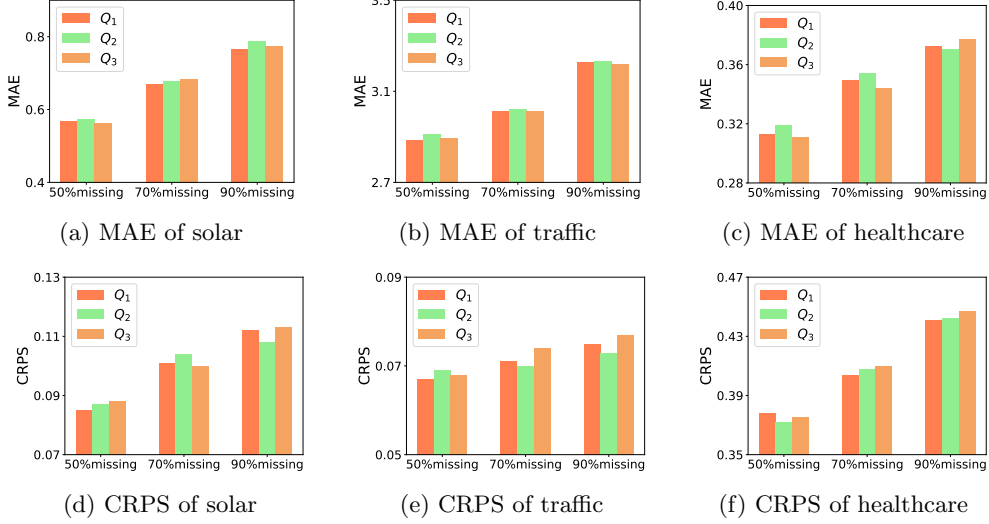 0.8
0.6
0.4
MAE
Q1
Q2
Q3
50%missing 70%missing 90%missing
(a) MAE of solar
3.5
3.1
2.7
MAE
Q1
Q2
Q3
50%missing 70%missing 90%missing
(b) MAE of traffic
0.40
0.36
0.32
0.28
MAE
Q1
Q2
Q3
50%missing 70%missing 90%missing
(c) MAE of healthcare
0.13
0.11
0.09
0.07
CRPS
Q1
Q2
Q3
50%missing 70%missing 90%missing
(d) CRPS of solar
0.09
0.07
0.05
CRPS
Q1
Q2
Q3
50%missing 70%missing 90%missing
(e) CRPS of traffic
0.47
0.43
0.39
0.35
CRPS
Q1
Q2
Q3
50%missing 70%missing 90%missing
(f) CRPS of healthcare